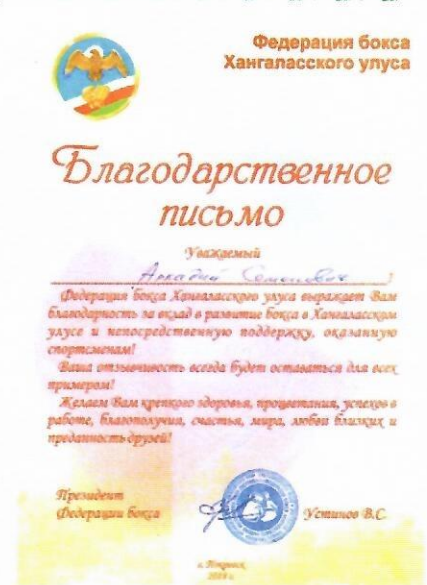 Федерация бокса
Хангаласского улуса
Благодарственное
письмо
Уважаемый
Аркадий Семенович !
Федерация бокса Хангаласского улуса выражает Вам
благодарность за вклад в развитие бокса в Хангаласском
улусе и непосредственную поддержку, оказанную
спортсменам!
Ваша отзывчивость всегда будет оставаться для всех
примером!
Желаем Вам крепкого здоровья, процветания, успехов в
работе, благополучия, счастья, мира, любви близких и
преданность друзей!
Президент
Федерации бокса
Устинов В.С.
г. Покровск